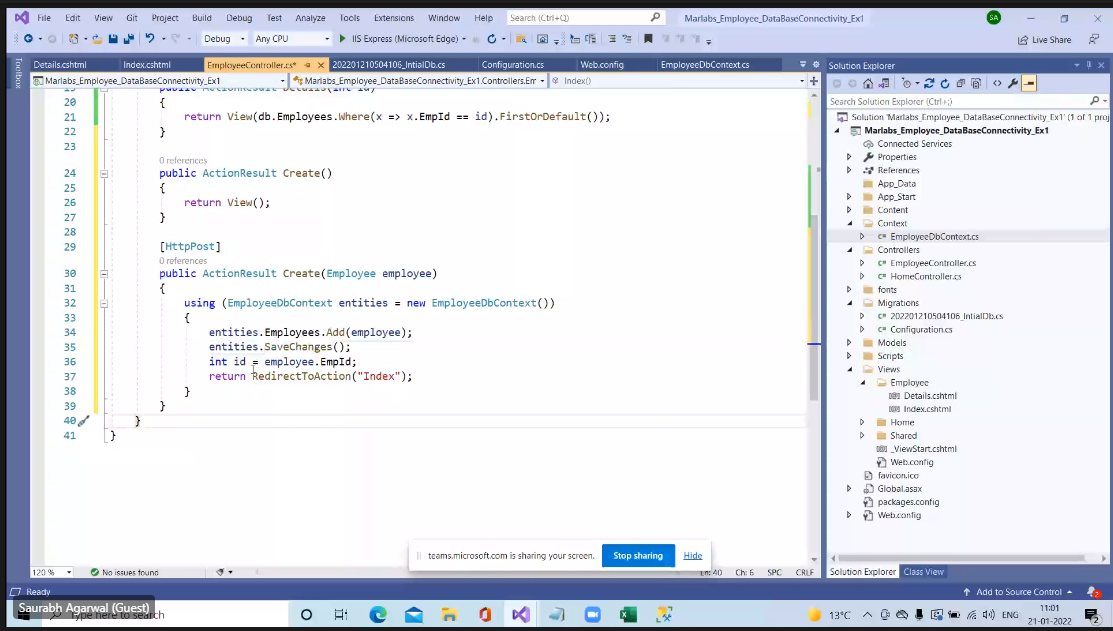 File Edit View Git Project Build Debug Test Analyze Tools Extensions Window Help Search (Ctrl+Q) Marlabs_Employee_DataBaseConnectivity_Ex1 SA
Debug Any CPU IIS Express (Microsoft Edge) Live Share
Toolbox
Details.cshtml Index.cshtml EmployeeController.cs* 202201210504106_IntialDb.cs Configuration.cs Web.config EmployeeDbContext.cs
Marlabs_Employee_DataBaseConnectivity_Ex1 Marlabs_Employee_DataBaseConnectivity_Ex1.Controllers.Em Index()
19 public ActionResult Details(int id)
20 {
21 return View(db.Employees.Where(x => x.EmpId == id).FirstOrDefault());
22 }
23
0 references
24 public ActionResult Create()
25 {
26 return View();
27 }
28
29 [HttpPost]
0 references
30 public ActionResult Create(Employee employee)
31 {
32 using (EmployeeDbContext entities = new EmployeeDbContext())
33 {
34 entities.Employees.Add(employee);
35 entities.SaveChanges();
36 int id = employee.EmpId;
37 return RedirectToAction("Index");
38 }
39 }
40 }
41 }
teams.microsoft.com is sharing your screen. Stop sharing Hide
120 % No issues found Ln: 40 Ch: 6 SPC CRLF
Solution Explorer
Search Solution Explorer (Ctrl+;)
Solution 'Marlabs_Employee_DataBaseConnectivity_Ex1' (1 of 1 proj
Marlabs_Employee_DataBaseConnectivity_Ex1
Connected Services
Properties
References
App_Data
App_Start
Content
Context
EmployeeDbContext.cs
Controllers
EmployeeController.cs
HomeController.cs
fonts
Migrations
202201210504106_IntialDb.cs
Configuration.cs
Models
Scripts
Views
Employee
Details.cshtml
Index.cshtml
Home
Shared
_ViewStart.cshtml
Web.config
favicon.ico
Global.asax
packages.config
Web.config
Solution Explorer Class View
Ready Add to Source Control 2
Saurabh Agarwal (Guest)
Type here to search 13°C ENG 11:01
21-01-2022 2